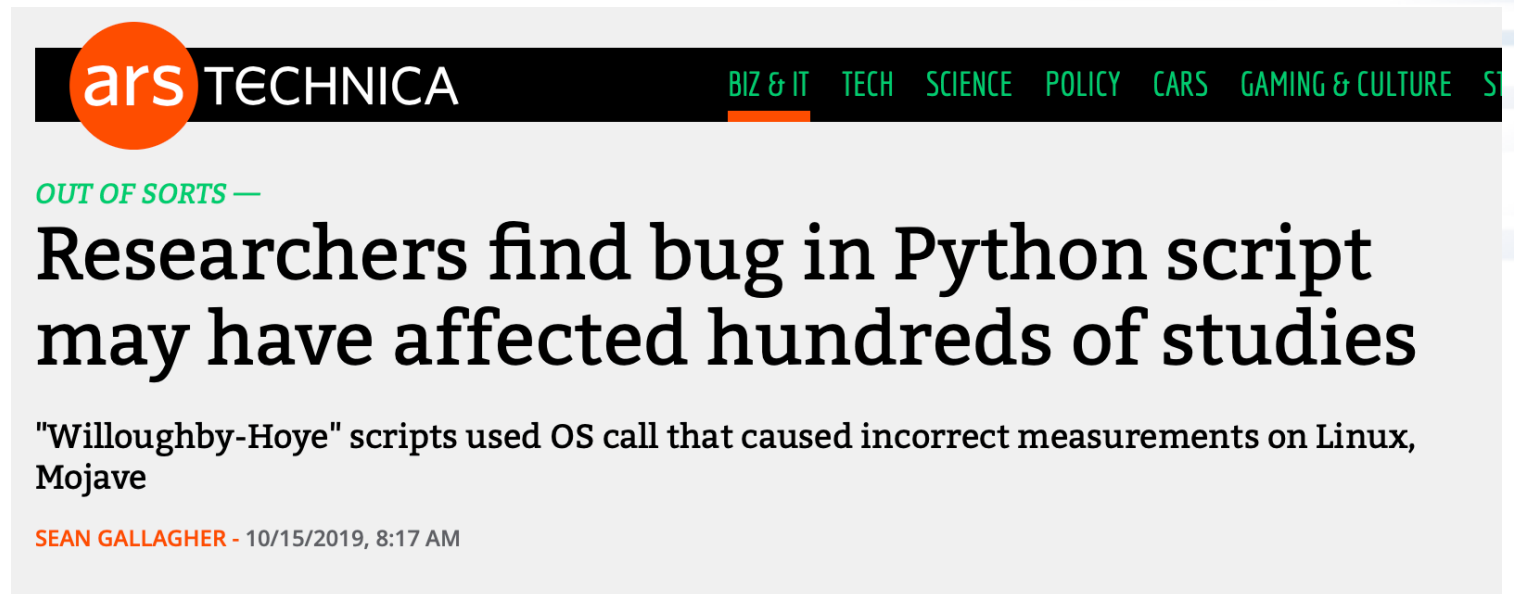 ars TECHNICA
BIZ & IT TECH SCIENCE POLICY CARS GAMING & CULTURE
OUT OF SORTS —
Researchers find bug in Python script
may have affected hundreds of studies
"Willoughby-Hoye" scripts used OS call that caused incorrect measurements on Linux,
Mojave
SEAN GALLAGHER - 10/15/2019, 8:17 AM